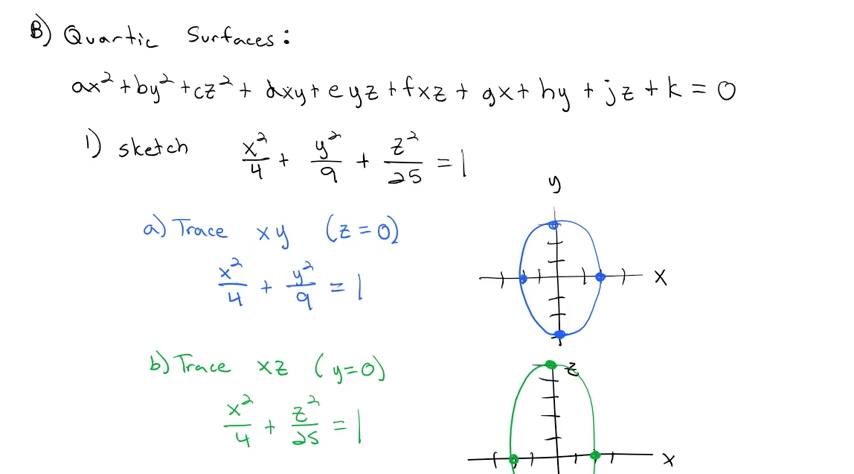 B) Quartic Surfaces:
ax² + by² + cz² + dxy + eyz + fxz + gx + hy + jz + k = 0
1) sketch x²/4 + y²/9 + z²/25 = 1
y
a) Trace xy (z=0)
x²/4 + y²/9 = 1
x
b) Trace xz (y=0)
z
x²/4 + z²/25 = 1
x